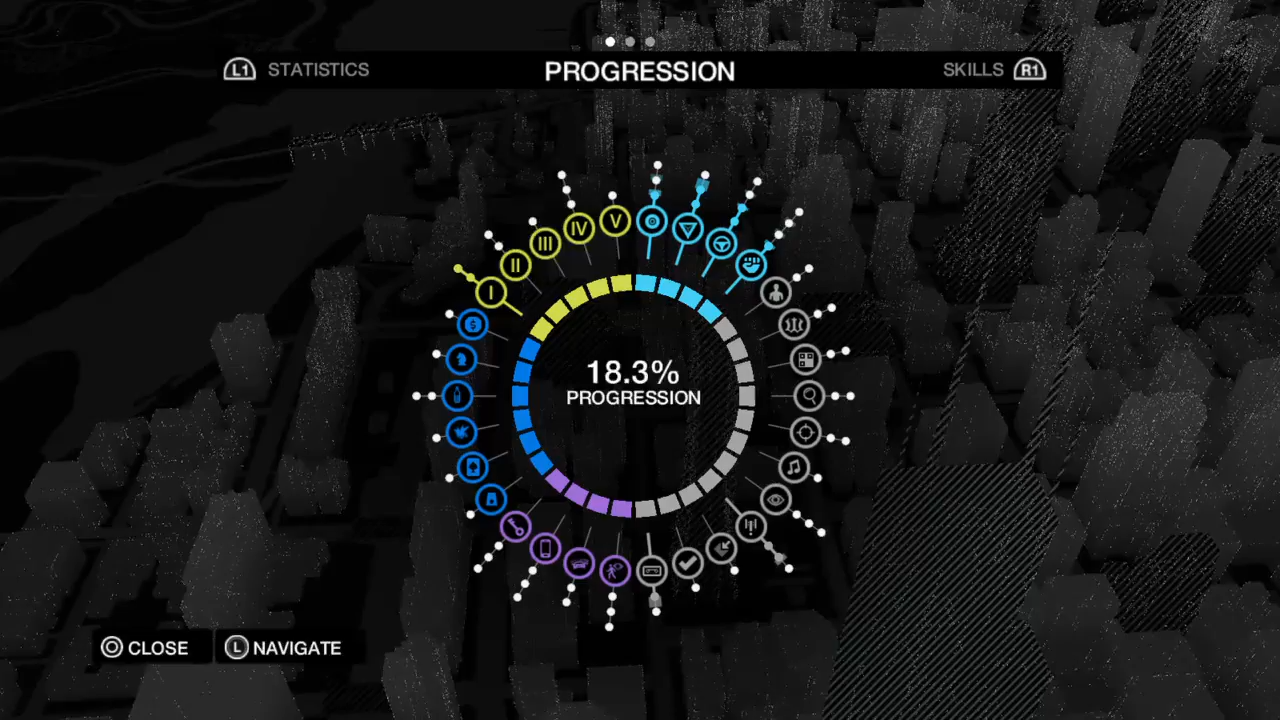 L1 STATISTICS
PROGRESSION
SKILLS R1
I
II
III
IV
V
$
18.3%
PROGRESSION
CLOSE
L NAVIGATE